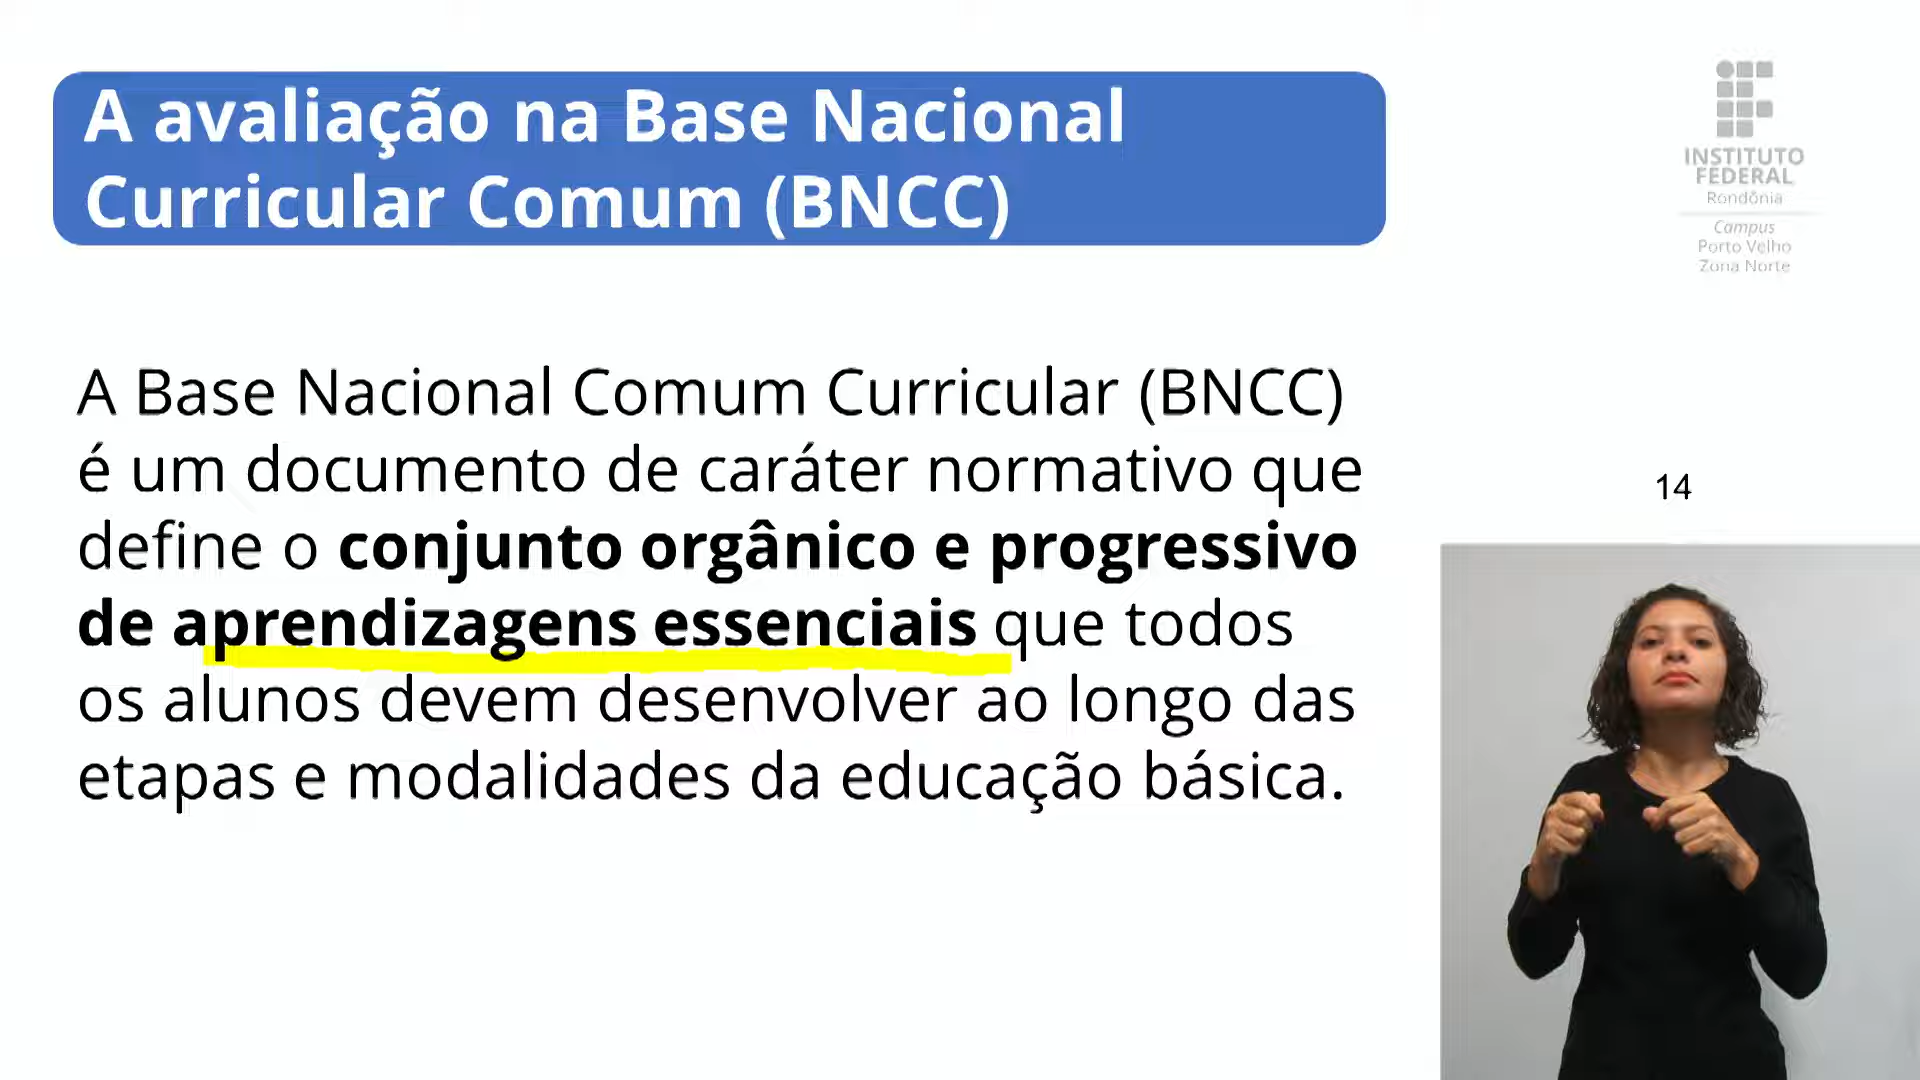 A avaliação na Base Nacional
Curricular Comum (BNCC)
INSTITUTO
FEDERAL
Rondônia
Campus
Porto Velho
Zona Norte
A Base Nacional Comum Curricular (BNCC)
é um documento de caráter normativo que
define o conjunto orgânico e progressivo
de aprendizagens essenciais que todos
os alunos devem desenvolver ao longo das
etapas e modalidades da educação básica.
14